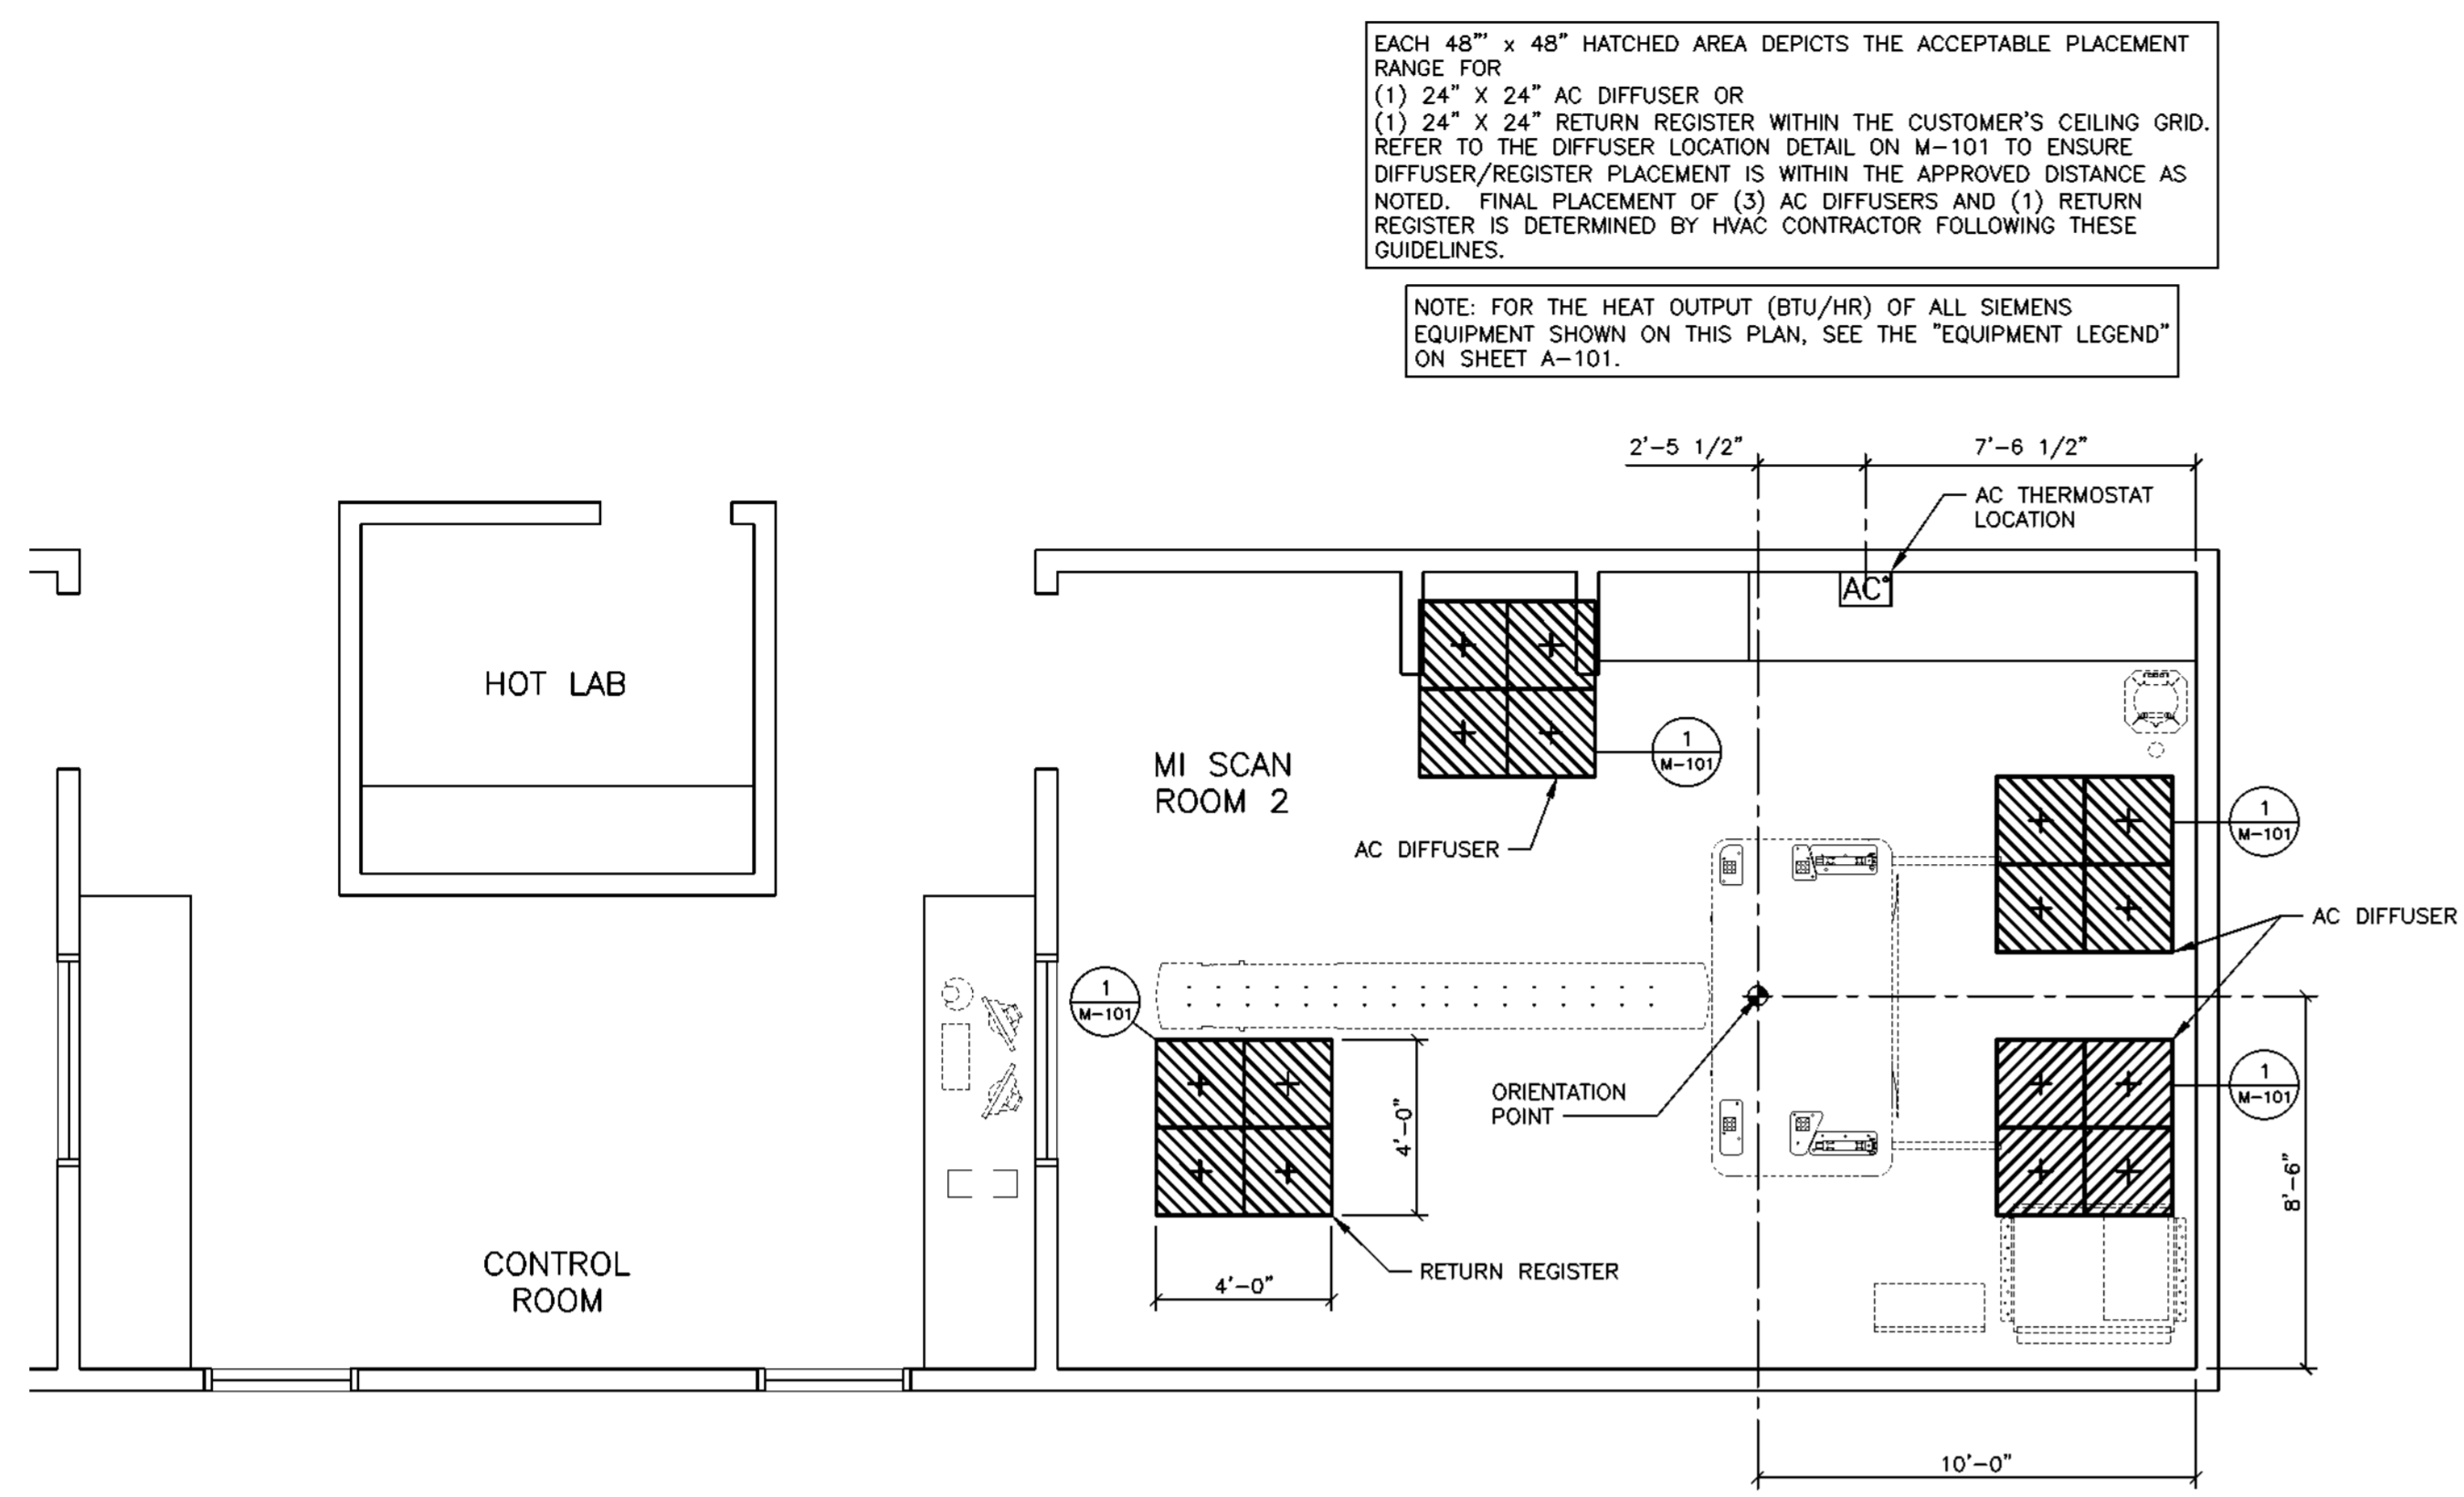 EACH 48"' x 48" HATCHED AREA DEPICTS THE ACCEPTABLE PLACEMENT
RANGE FOR
(1) 24" X 24" AC DIFFUSER OR
(1) 24" X 24" RETURN REGISTER WITHIN THE CUSTOMER'S CEILING GRID.
REFER TO THE DIFFUSER LOCATION DETAIL ON M-101 TO ENSURE
DIFFUSER/REGISTER PLACEMENT IS WITHIN THE APPROVED DISTANCE AS
NOTED. FINAL PLACEMENT OF (3) AC DIFFUSERS AND (1) RETURN
REGISTER IS DETERMINED BY HVAC CONTRACTOR FOLLOWING THESE
GUIDELINES.
NOTE: FOR THE HEAT OUTPUT (BTU/HR) OF ALL SIEMENS
EQUIPMENT SHOWN ON THIS PLAN, SEE THE "EQUIPMENT LEGEND"
ON SHEET A-101.
2'-5 1/2"
7'-6 1/2"
AC THERMOSTAT
LOCATION
AC°
HOT LAB
MI SCAN
ROOM 2
1
M-101
AC DIFFUSER
1
M-101
AC DIFFUSER
1
M-101
ORIENTATION
POINT
4'-0"
1
M-101
8'-6"
RETURN REGISTER
4'-0"
CONTROL
ROOM
10'-0"